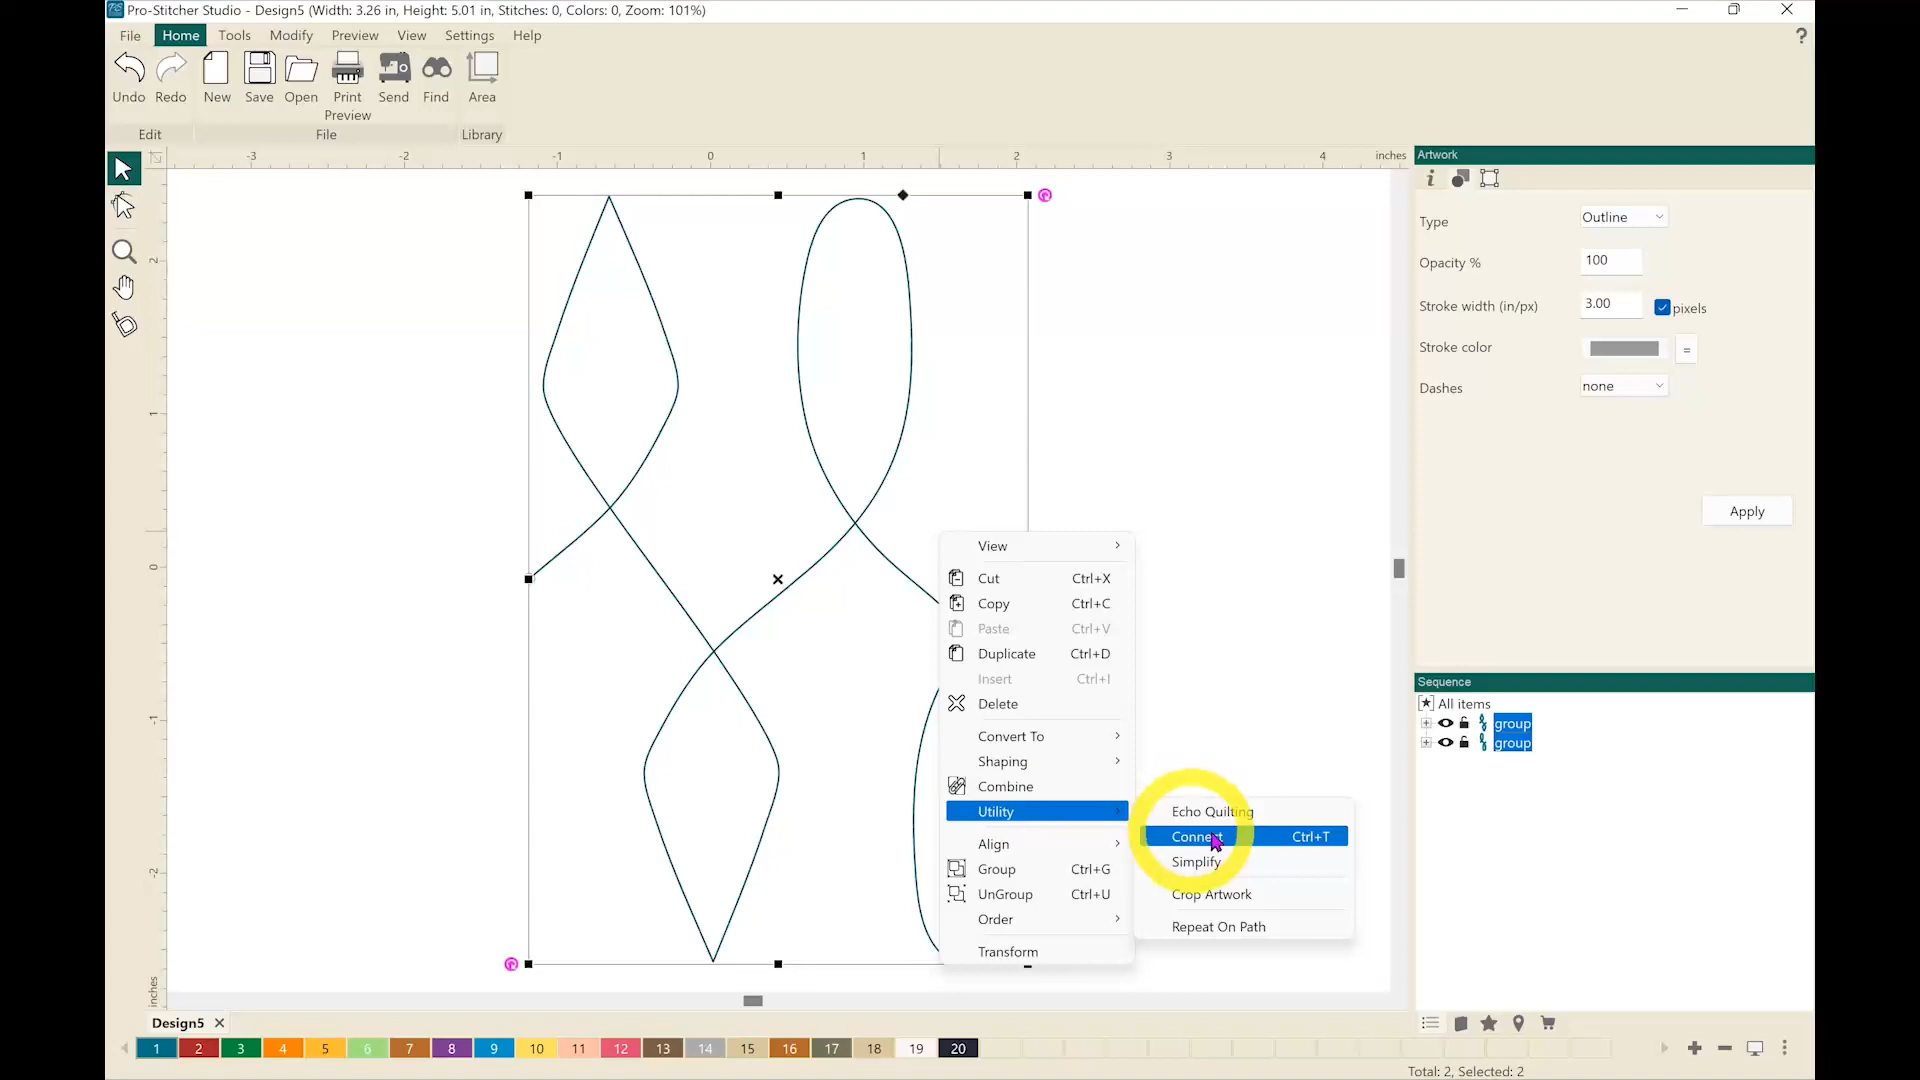 Pro-Stitcher Studio - Design5 (Width: 3.26 in, Height: 5.01 in, Stitches: 0, Colors: 0, Zoom: 101%)
File Home Tools Modify Preview View Settings Help
?
Undo Redo New Save Open Print Preview Send Find Area
Edit File Library
-3 -2 -1 0 1 2 3 4 inches
2
1
0
-1
-2
inches
Artwork
Type Outline
Opacity % 100
Stroke width (in/px) 3.00 pixels
Stroke color =
Dashes none
Apply
View
Cut Ctrl+X
Copy Ctrl+C
Paste Ctrl+V
Duplicate Ctrl+D
Insert Ctrl+I
Delete
Convert To
Shaping
Combine
Utility
Align
Group Ctrl+G
UnGroup Ctrl+U
Order
Transform
Echo Quilting
Connect Ctrl+T
Simplify
Crop Artwork
Repeat On Path
Sequence
All items
group
group
Design5
1 2 3 4 5 6 7 8 9 10 11 12 13 14 15 16 17 18 19 20
Total: 2, Selected: 2